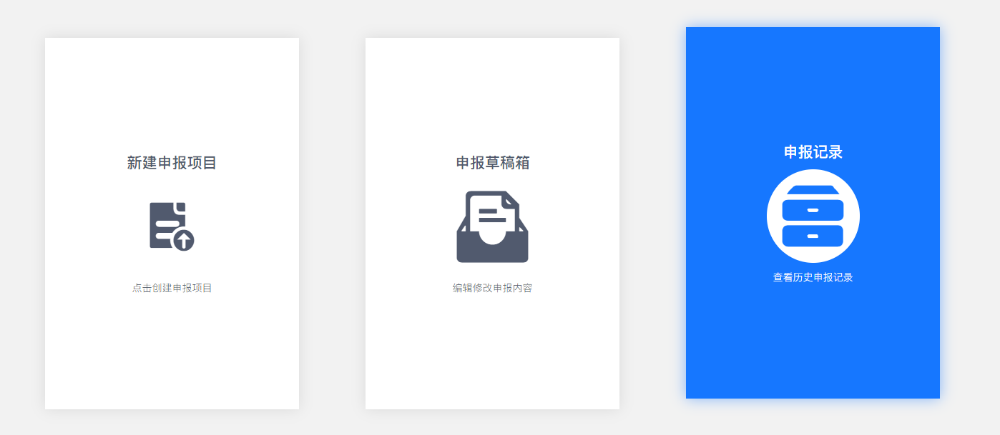 新建申报项目
点击创建申报项目
申报草稿箱
编辑修改申报内容
申报记录
查看历史申报记录